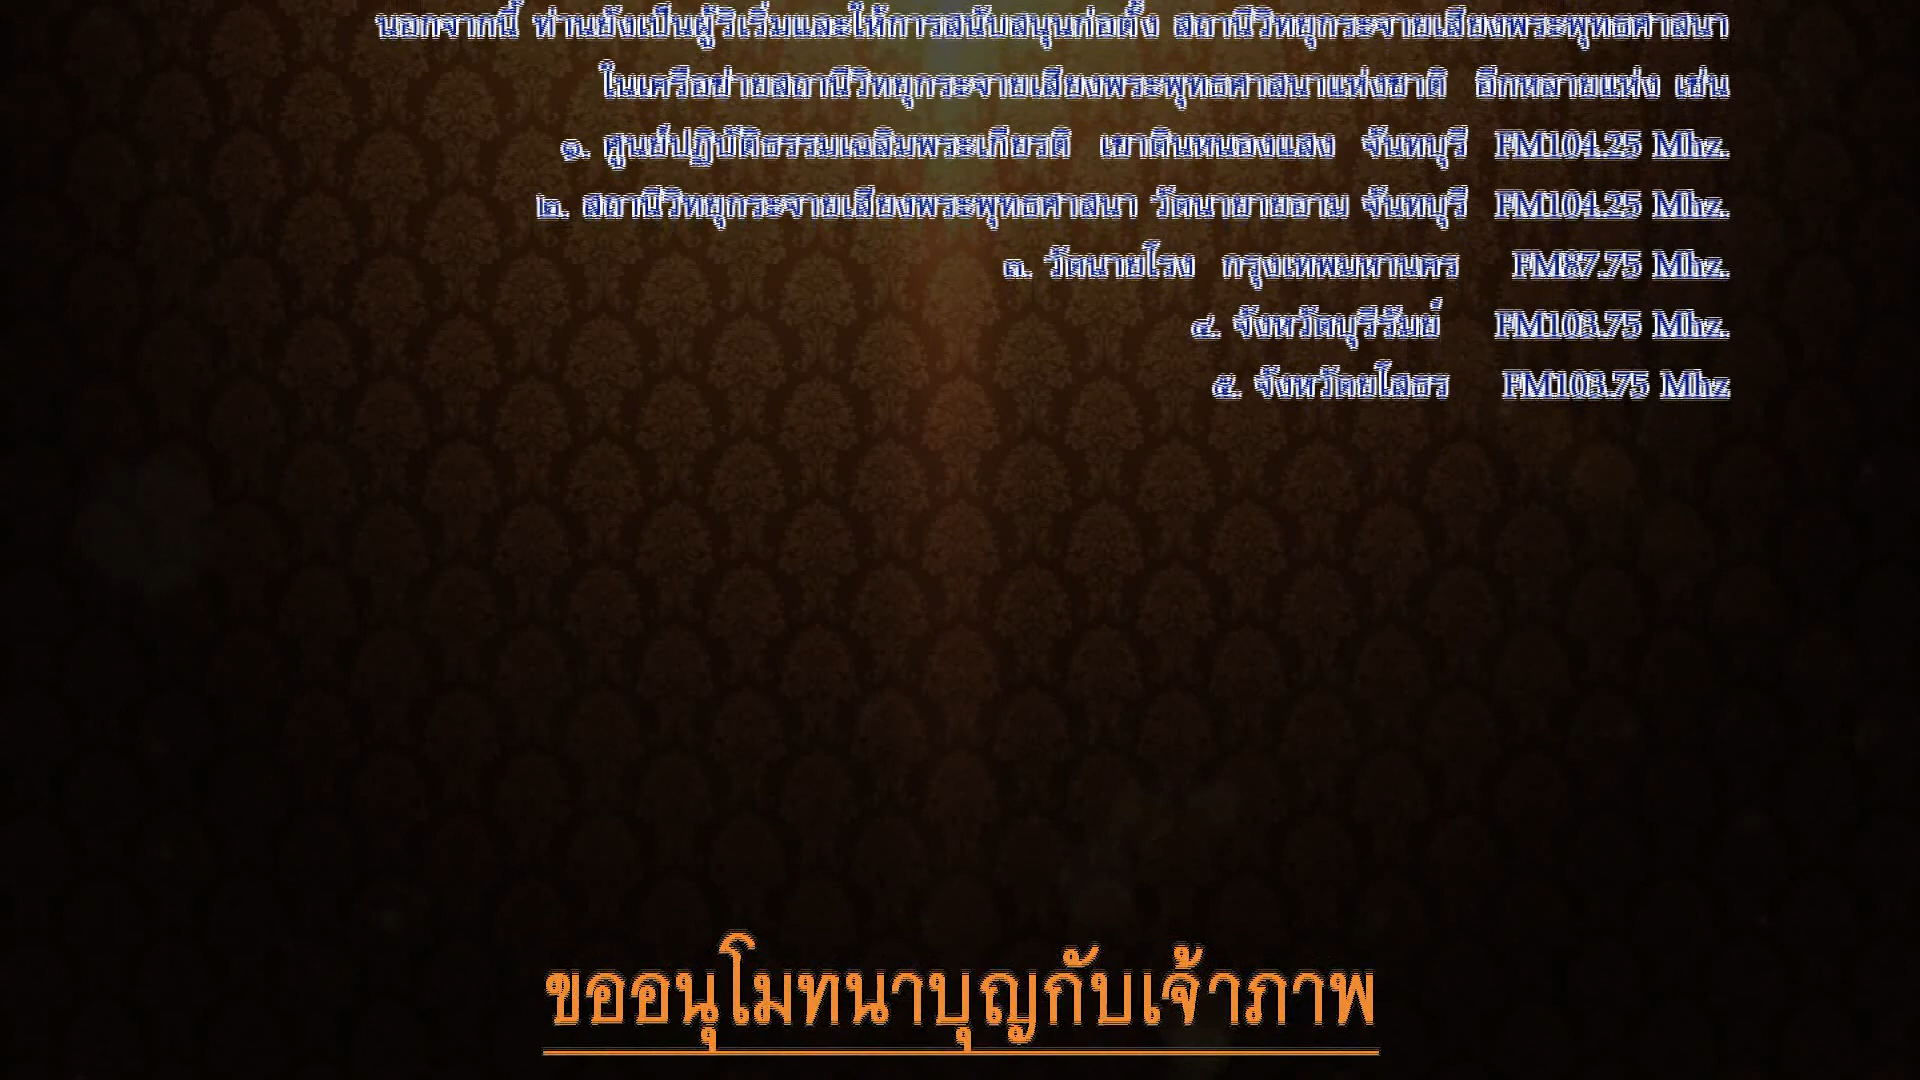 นอกจากนี้ ท่านยังเป็นผู้ริเริ่มและให้การสนับสนุนก่อตั้ง สถานีวิทยุกระจายเสียงพระพุทธศาสนา
ในเครือข่ายสถานีวิทยุกระจายเสียงพระพุทธศาสนาแห่งชาติ อีกหลายแห่ง เช่น
๑. ศูนย์ปฏิบัติธรรมเฉลิมพระเกียรติ เขาดินหนองแสง จันทบุรี FM104.25 Mhz.
๒. สถานีวิทยุกระจายเสียงพระพุทธศาสนา วัดนายายอาม จันทบุรี FM104.25 Mhz.
๓. วัดนายโรง กรุงเทพมหานคร FM87.75 Mhz.
๔. จังหวัดบุรีรัมย์ FM103.75 Mhz.
๕. จังหวัดยโสธร FM103.75 Mhz
ขออนุโมทนาบุญกับเจ้าภาพ